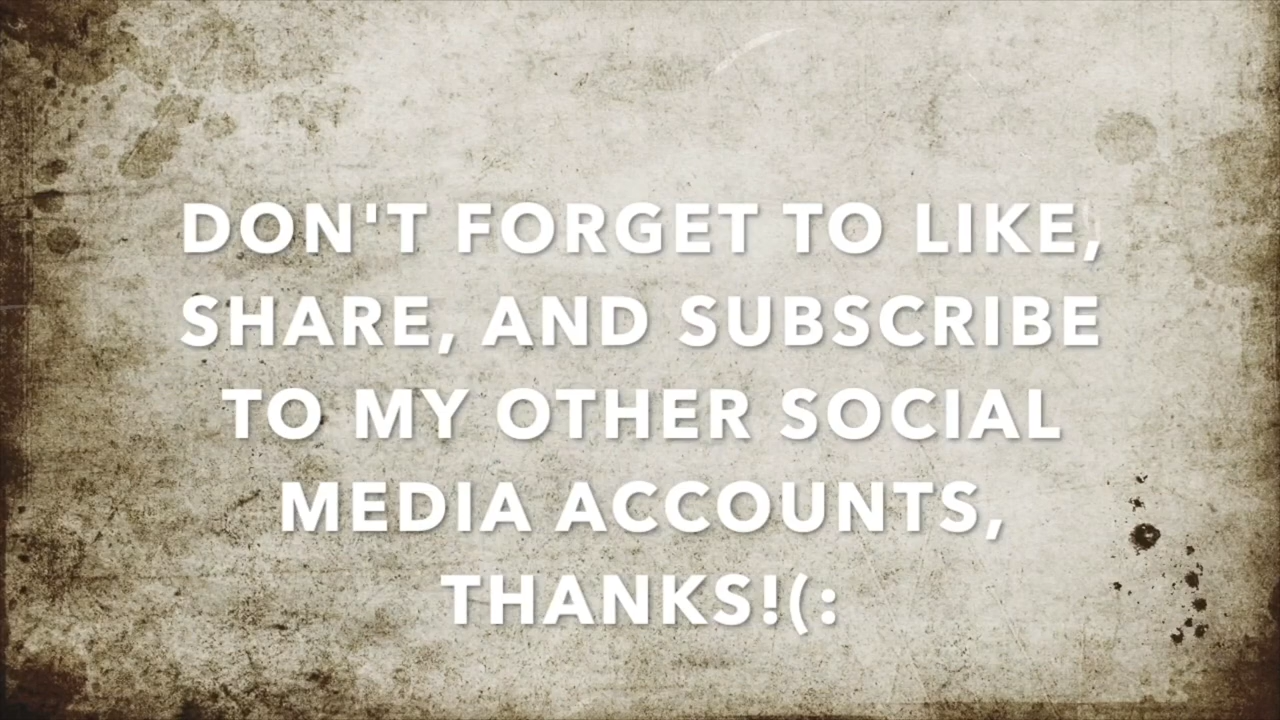 DON'T FORGET TO LIKE,
SHARE, AND SUBSCRIBE
TO MY OTHER SOCIAL
MEDIA ACCOUNTS,
THANKS!(: